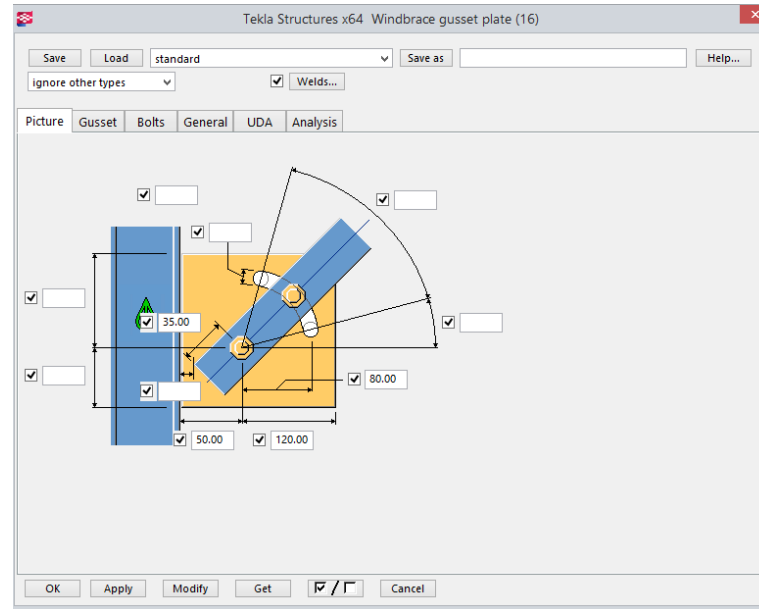 Tekla Structures x64 Windbrace gusset plate (16)
Save Load standard Save as Help...
ignore other types Welds...
Picture Gusset Bolts General UDA Analysis
35.00
80.00
50.00 120.00
OK Apply Modify Get / Cancel